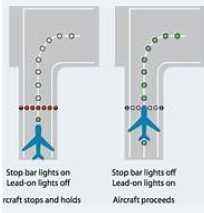 Stop bar lights on
Lead-on lights off
rcraft stops and holds
Stop bar lights off
Lead-on lights on
Aircraft proceeds